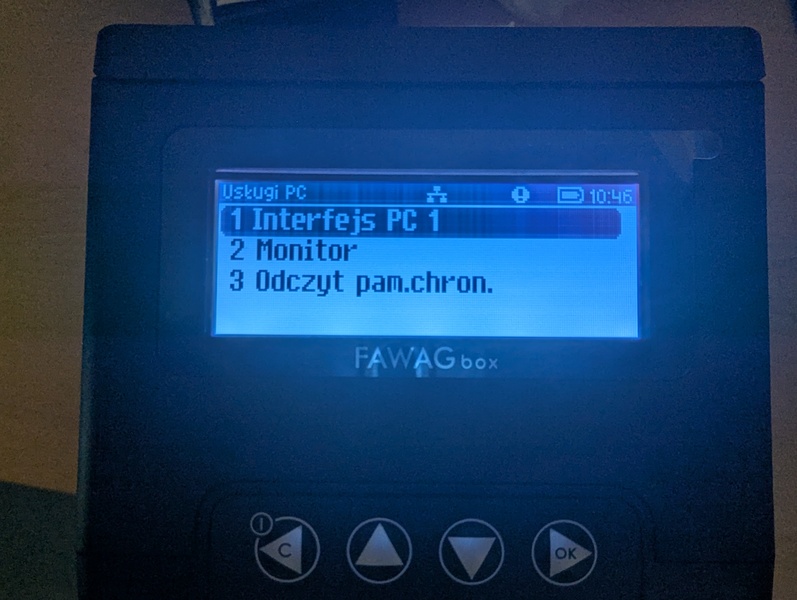 Usługi PC 10:46
1 Interfejs PC 1
2 Monitor
3 Odczyt pam.chron.
FAWAG box
C
OK